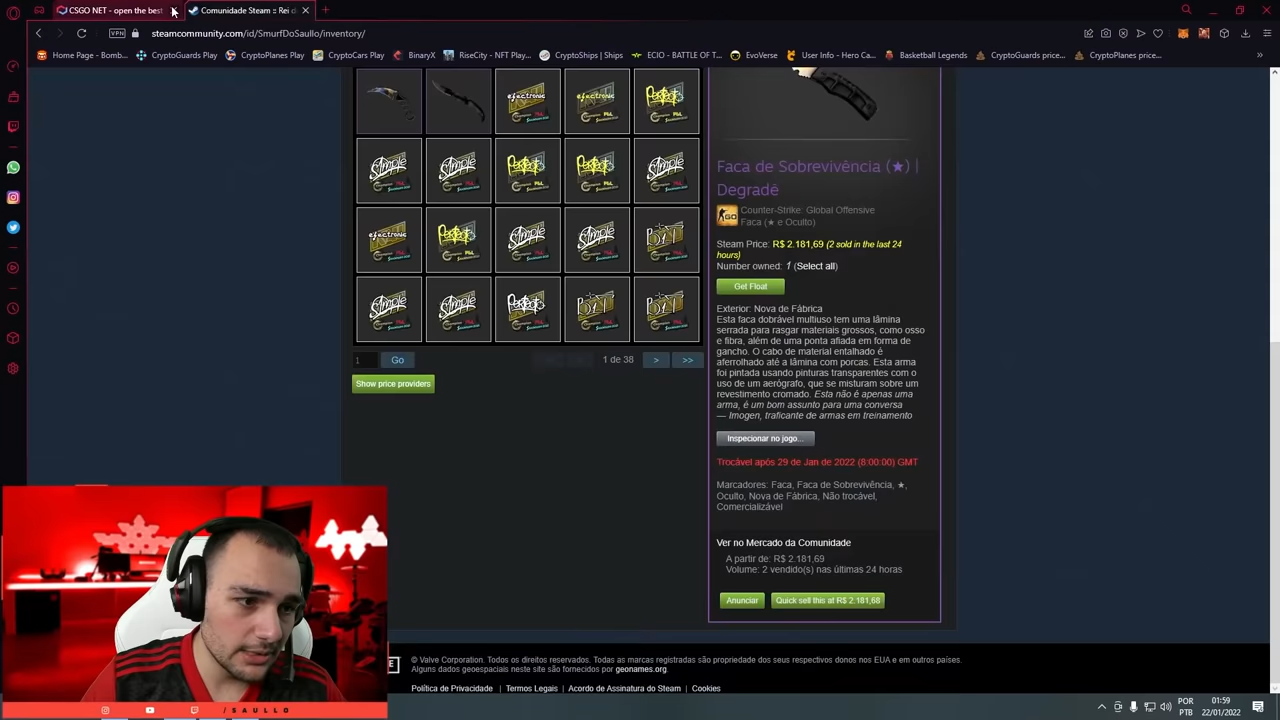 CSGO NET - open the best
Comunidade Steam :: Rei d
VPN
steamcommunity.com/id/SmurfDoSaullo/inventory/
Home Page - Bomb...
CryptoGuards Play
CryptoPlanes Play
CryptoCars Play
BinaryX
RiseCity - NFT Play...
CryptoShips | Ships
ECIO - BATTLE OF T...
EvoVerse
User Info - Hero Ca...
Basketball Legends
CryptoGuards price...
CryptoPlanes price...
Faca de Sobrevivência (★) |
Degradê
Counter-Strike: Global Offensive
Faca (★ e Oculto)
Steam Price: R$ 2.181,69 (2 sold in the last 24
hours)
Number owned: 1 (Select all)
Get Float
Exterior: Nova de Fábrica
Esta faca dobrável multiuso tem uma lâmina
serrada para rasgar materiais grossos, como osso
e fibra, além de uma ponta afiada em forma de
gancho. O cabo de material entalhado é
aferrolhado até a lâmina com porcas. Esta arma
foi pintada usando pinturas transparentes com o
uso de um aerógrafo, que se misturam sobre um
revestimento cromado. Esta não é apenas uma
arma, é um bom assunto para uma conversa
— Imogen, traficante de armas em treinamento
Inspecionar no jogo...
Trocável após 29 de Jan de 2022 (8:00:00) GMT
Marcadores: Faca, Faca de Sobrevivência, ★,
Oculto, Nova de Fábrica, Não trocável,
Comercializável
Ver no Mercado da Comunidade
A partir de: R$ 2.181,69
Volume: 2 vendido(s) nas últimas 24 horas
Anunciar
Quick sell this at R$ 2.181,68
1
Go
1 de 38
>
>>
Show price providers
© Valve Corporation. Todos os direitos reservados. Todas as marcas registradas são propriedade dos seus respectivos donos nos EUA e em outros países.
Alguns dados geoespaciais neste site são fornecidos por geonames.org.
Política de Privacidade | Termos Legais | Acordo de Assinatura do Steam | Cookies
/SAULLO
POR
PTB
01:59
22/01/2022